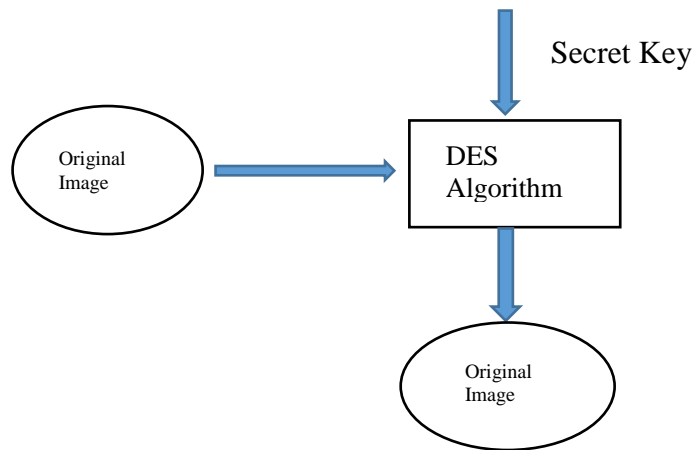 Secret Key
Original
Image
DES
Algorithm
Original
Image